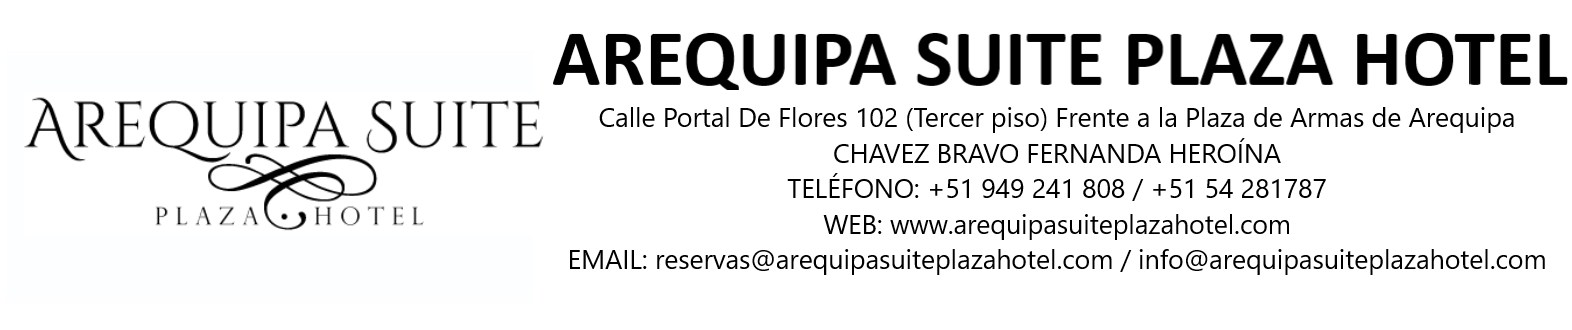 AREQUIPA SUITE
PLAZA HOTEL
AREQUIPA SUITE PLAZA HOTEL
Calle Portal De Flores 102 (Tercer piso) Frente a la Plaza de Armas de Arequipa
CHAVEZ BRAVO FERNANDA HEROÍNA
TELÉFONO: +51 949 241 808 / +51 54 281787
WEB: www.arequipasuiteplazahotel.com
EMAIL: reservas@arequipasuiteplazahotel.com / info@arequipasuiteplazahotel.com